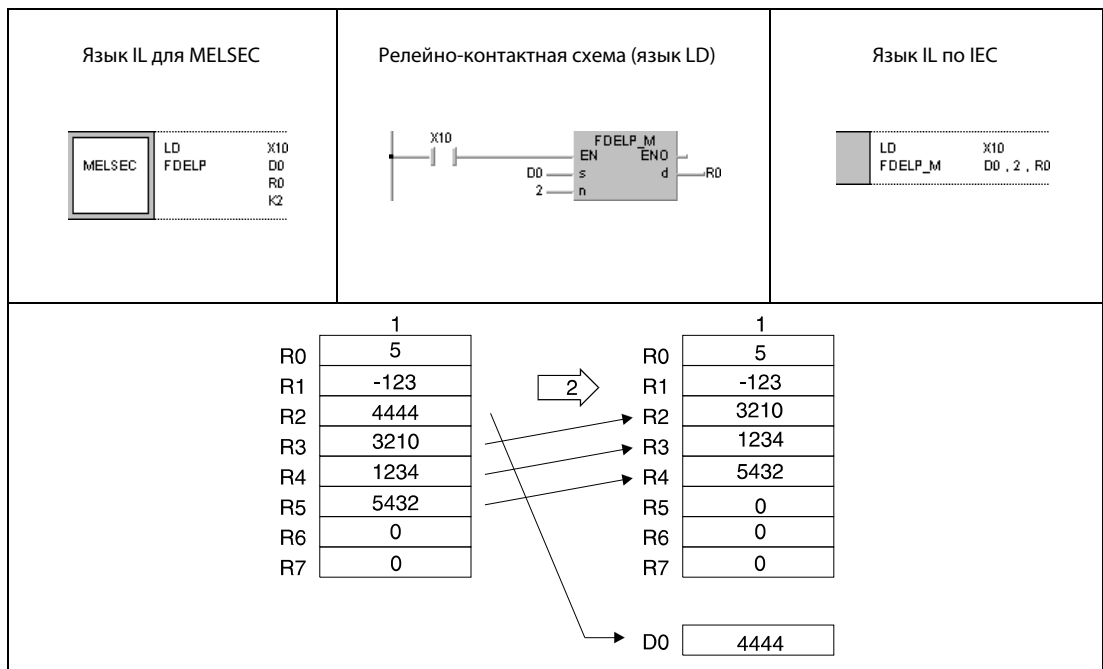 Язык IL для MELSEC
MELSEC
LD X10
FDELP D0
R0
K2
Релейно-контактная схема (язык LD)
X10
FDELP_M
EN ENO
D0 s d R0
2 n
Язык IL по IEC
LD X10
FDELP_M D0 , 2 , R0
1 1
R0 5 R0 5
R1 -123 2 R1 -123
R2 4444 R2 3210
R3 3210 R3 1234
R4 1234 R4 5432
R5 5432 R5 0
R6 0 R6 0
R7 0 R7 0
D0 4444